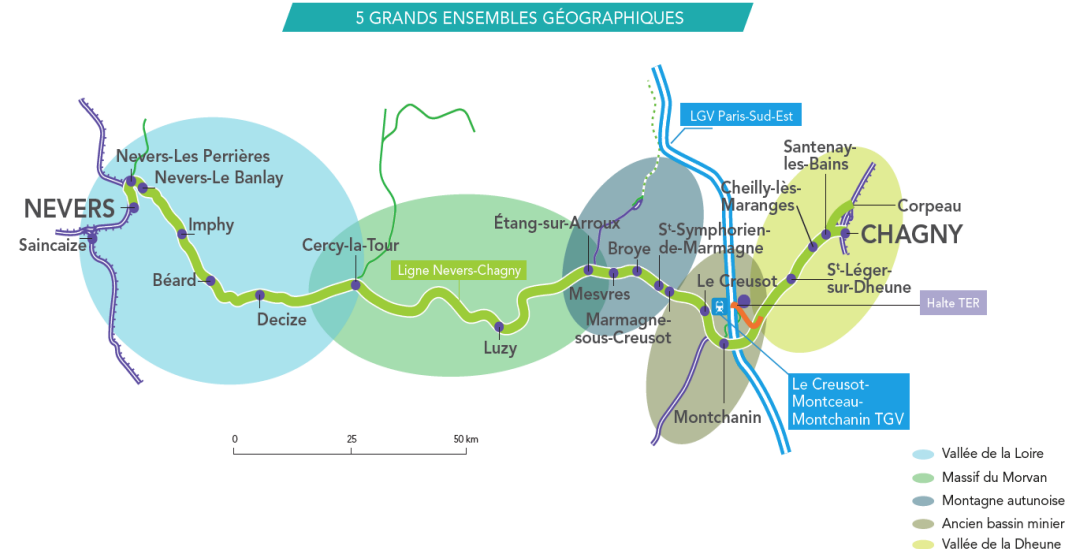 5 GRANDS ENSEMBLES GÉOGRAPHIQUES
LGV Paris-Sud-Est
Santenay-
les-Bains
Nevers-Les Perrières
Nevers-Le Banlay
Cheilly-lès-
Maranges
NEVERS
Corpeau
Imphy
Étang-sur-Arroux
Sᵗ-Symphorien-
de-Marmagne
CHAGNY
Saincaize
Cercy-la-Tour
Broye
Ligne Nevers-Chagny
Béard
Le Creusot
Sᵗ-Léger-
sur-Dheune
Mesvres
Halte TER
Decize
Marmagne-
sous-Creusot
Luzy
Le Creusot-
Montceau-
Montchanin TGV
Montchanin
0 25 50 km
Vallée de la Loire
Massif du Morvan
Montagne autunoise
Ancien bassin minier
Vallée de la Dheune